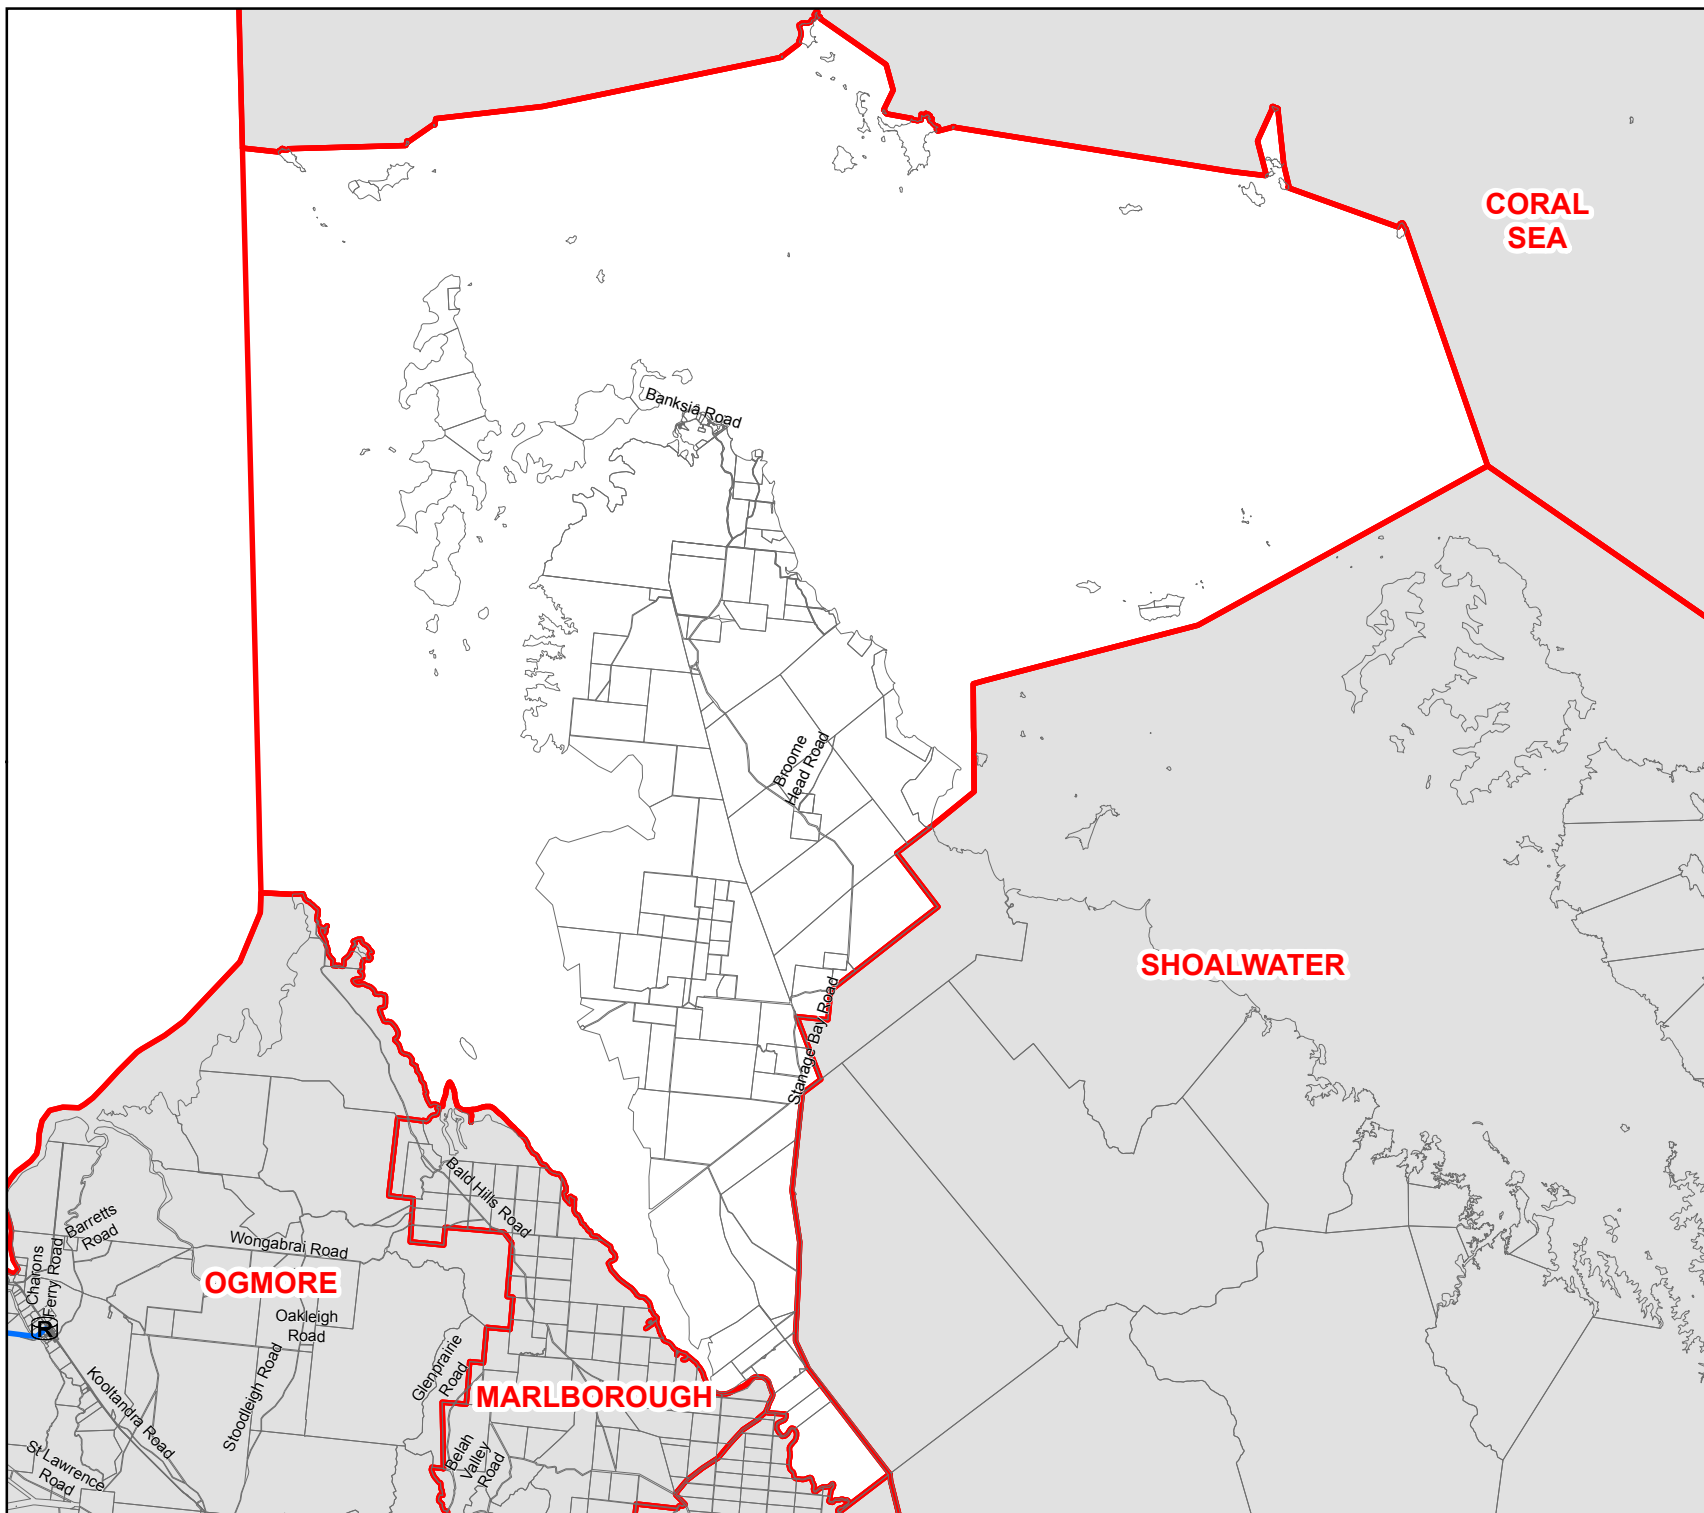 CORAL
SEA
Banksia Road
Broome
Head Road
SHOALWATER
Stanage Bay Road
Bald Hills Road
Barretts
Road
Wongabrai Road
Charons
Ferry Road
OGMORE
Oakleigh
Road
R
Glenprairie
Road
Kooltandra Road
Stoodleigh Road
MARLBOROUGH
Belah
Valley
Road
St Lawrence
Road